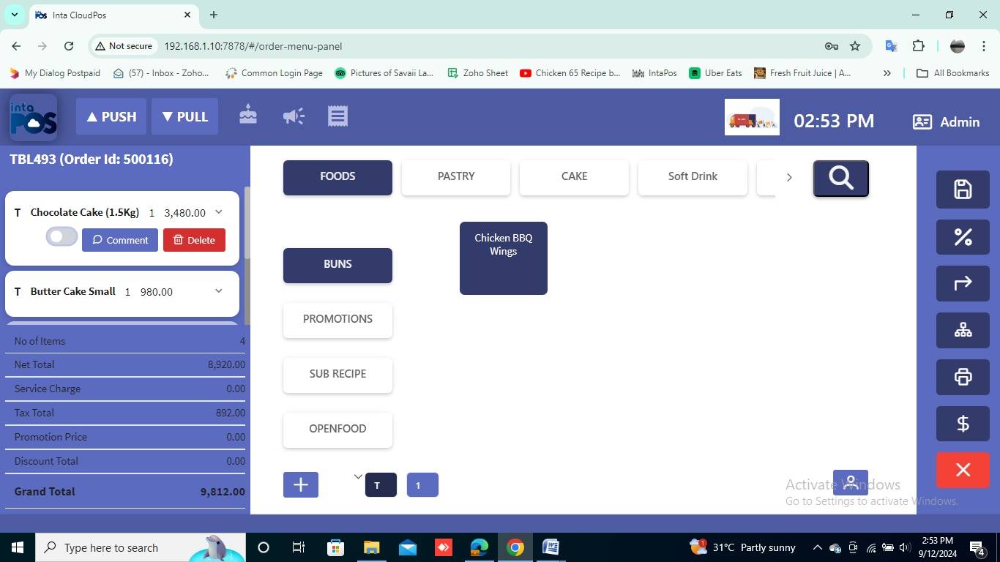 Inta CloudPos
Not secure
192.168.1.10:7878/#/order-menu-panel
My Dialog Postpaid
(57) - Inbox - Zoho...
Common Login Page
Pictures of Savaii La...
Zoho Sheet
Chicken 65 Recipe b...
IntaPos
Uber Eats
Fresh Fruit Juice | A...
All Bookmarks
inta POS
PUSH
PULL
02:53 PM
Admin
TBL493 (Order Id: 500116)
T Chocolate Cake (1.5Kg) 1 3,480.00
Comment
Delete
T Butter Cake Small 1 980.00
No of Items 4
Net Total 8,920.00
Service Charge 0.00
Tax Total 892.00
Promotion Price 0.00
Discount Total 0.00
Grand Total 9,812.00
FOODS
PASTRY
CAKE
Soft Drink
BUNS
PROMOTIONS
SUB RECIPE
OPENFOOD
Chicken BBQ
Wings
T
1
Activate Windows
Go to Settings to activate Windows.
Type here to search
31°C Partly sunny
2:53 PM
9/12/2024
4